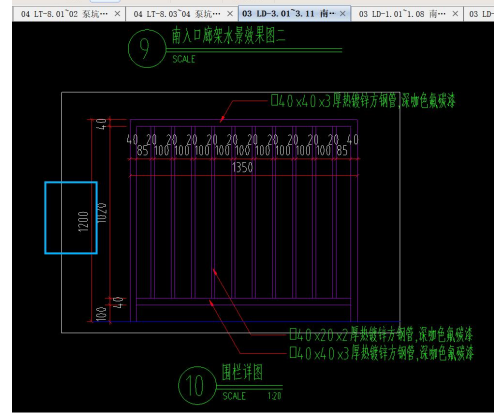 04 LT-8.01~02 泵坑… ×
04 LT-8.03~04 泵坑… ×
03 LD-3.01~3.11 南… ×
03 LD-1.01~1.08 南… ×
03 LD-
9
南入口廊架水景效果图二
SCALE
□40x40x3厚热镀锌方钢管,深咖色氟碳漆
40 20 20 20 20 20 20 20 20 20 40
85 100 100 100 100 100 100 100 100 85
1350
40
1200
1020
40
100
□40x20x2厚热镀锌方钢管,深咖色氟碳漆
□40x40x3厚热镀锌方钢管,深咖色氟碳漆
10
围栏详图
SCALE 1:20